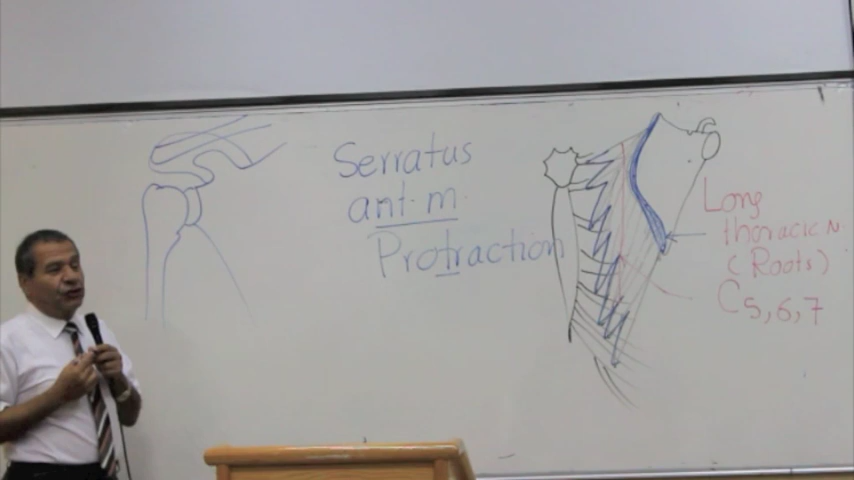 Serratus
ant. m.
Protraction
Long
thoracic N.
(Roots)
C5,6,7